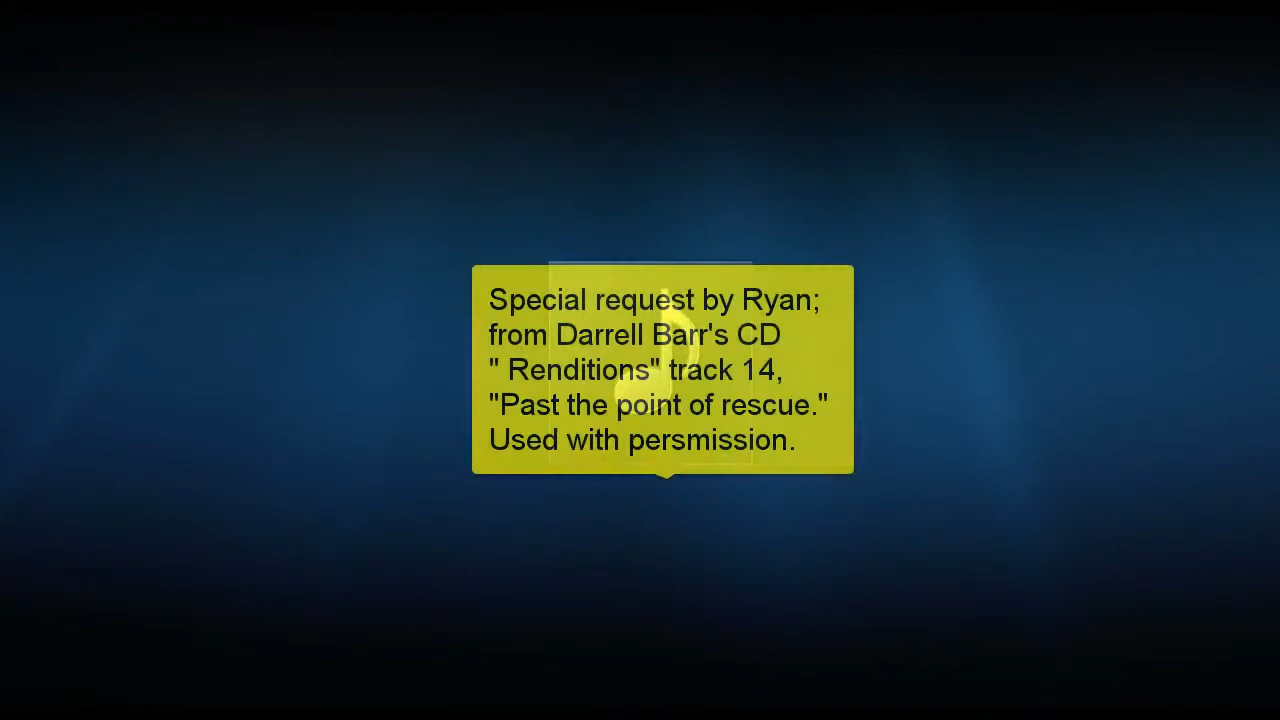 Special request by Ryan;
from Darrell Barr's CD
" Renditions" track 14,
"Past the point of rescue."
Used with persmission.